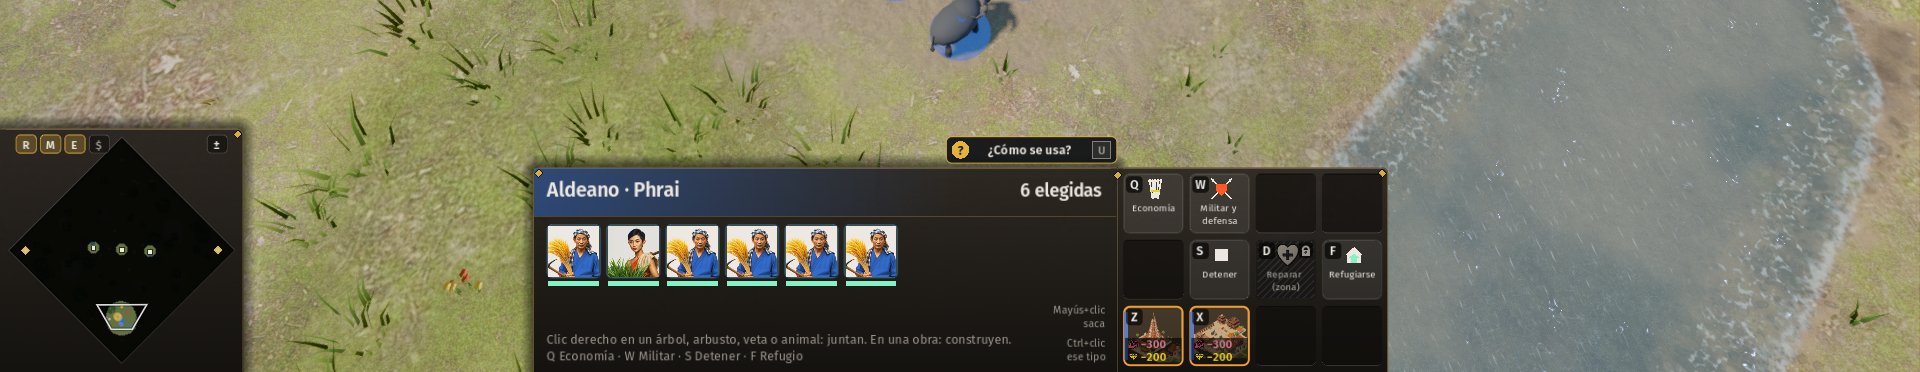 R M E $ ±
¿Cómo se usa? U
Aldeano · Phrai
6 elegidas
Mayús+clic
saca
Clic derecho en un árbol, arbusto, veta o animal: juntan. En una obra: construyen.
Q Economía · W Militar · S Detener · F Refugio
Ctrl+clic
ese tipo
Q
Economía
W
Militar y
defensa
S
Detener
D
Reparar
(zona)
F
Refugiarse
Z
-300
-200
X
-300
-200